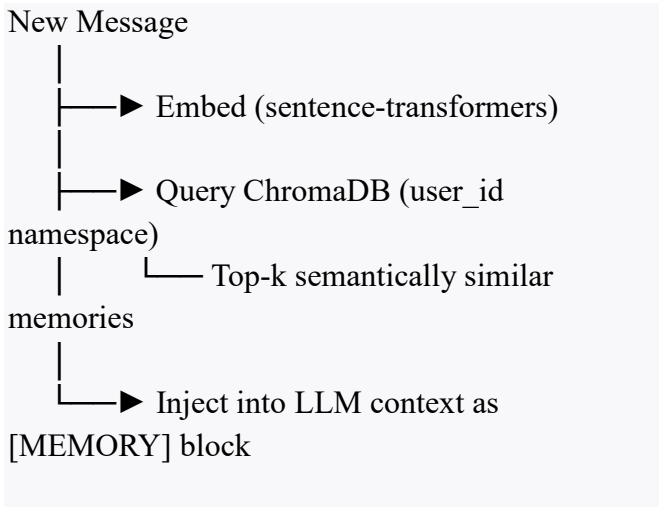 New Message
│
├──► Embed (sentence-transformers)
│
├──► Query ChromaDB (user_id
namespace)
│ └── Top-k semantically similar
memories
│
└──► Inject into LLM context as
[MEMORY] block